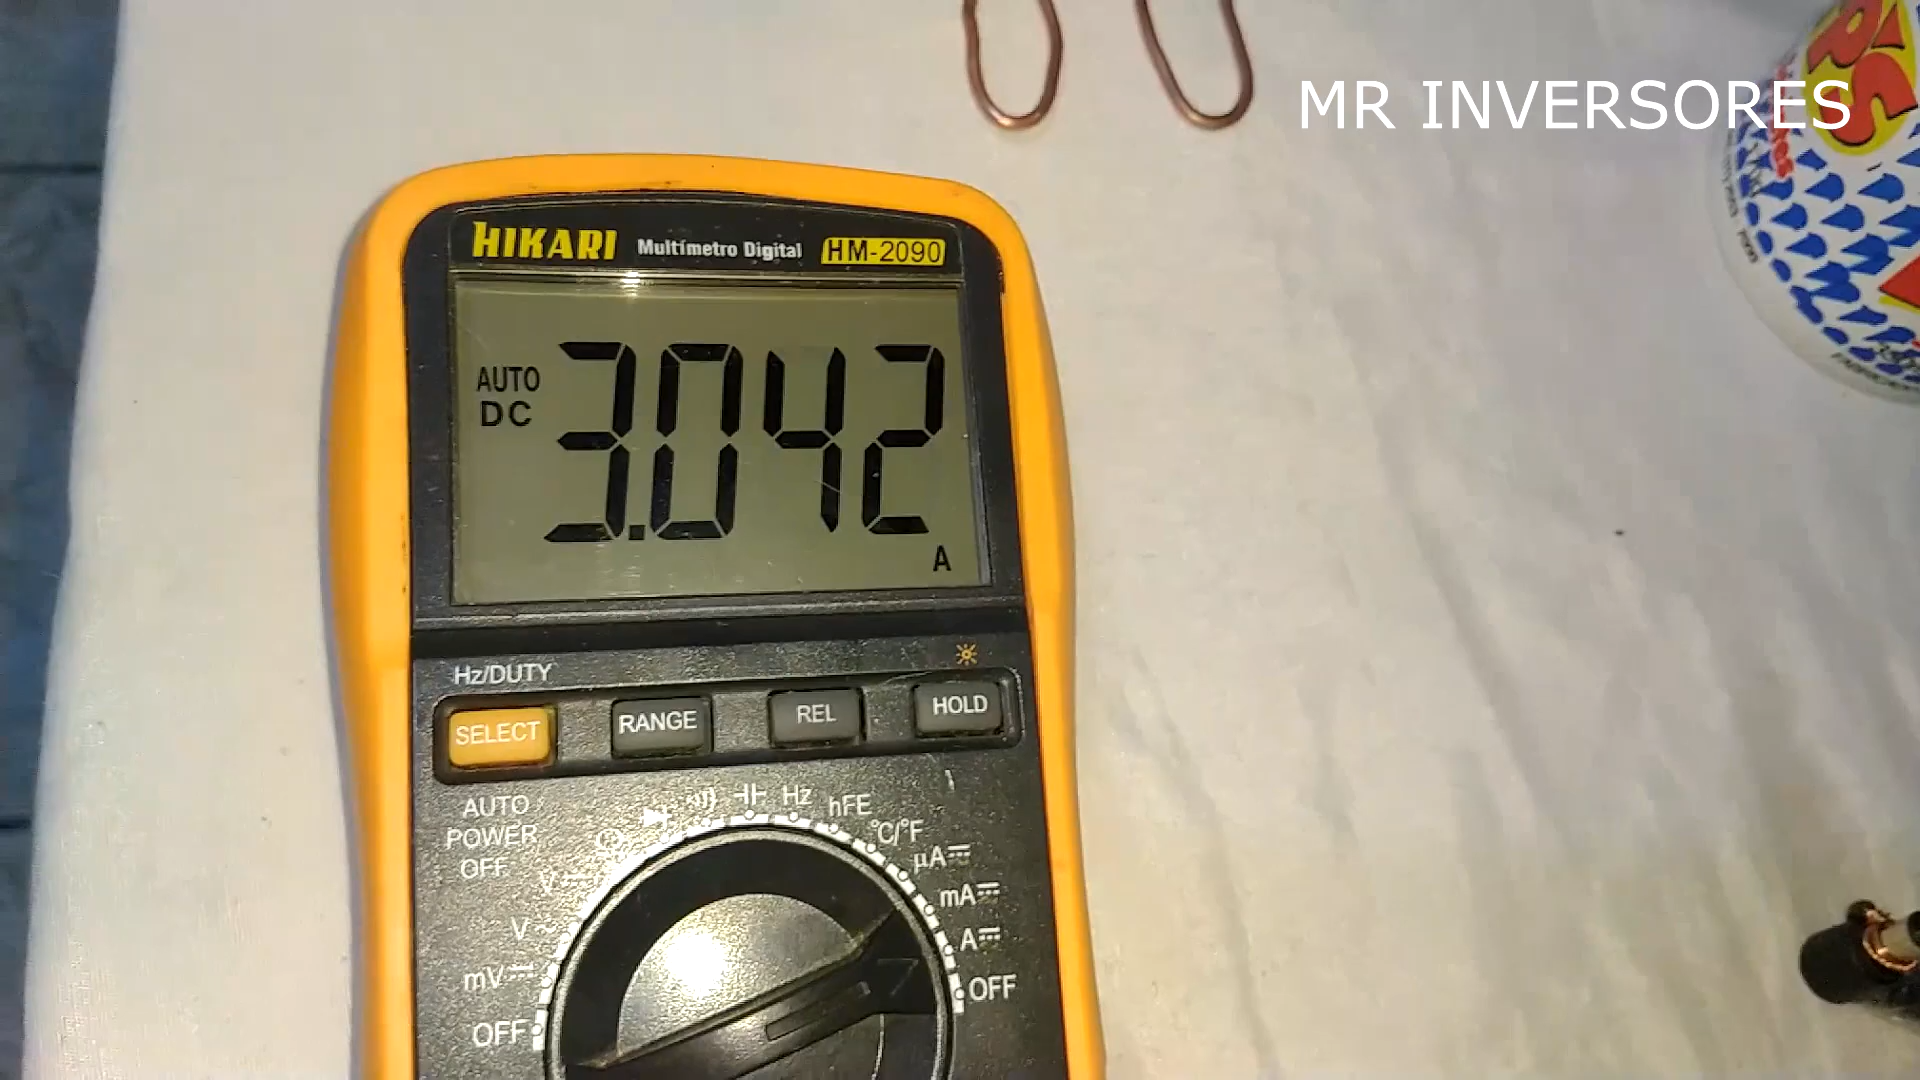 MR INVERSORES
HIKARI Multímetro Digital HM-2090
AUTO
DC
3.042
A
Hz/DUTY
SELECT RANGE REL HOLD
AUTO
POWER
OFF
Hz
hFE
°C/°F
µA
mA
A
OFF
V
V
mV
OFF